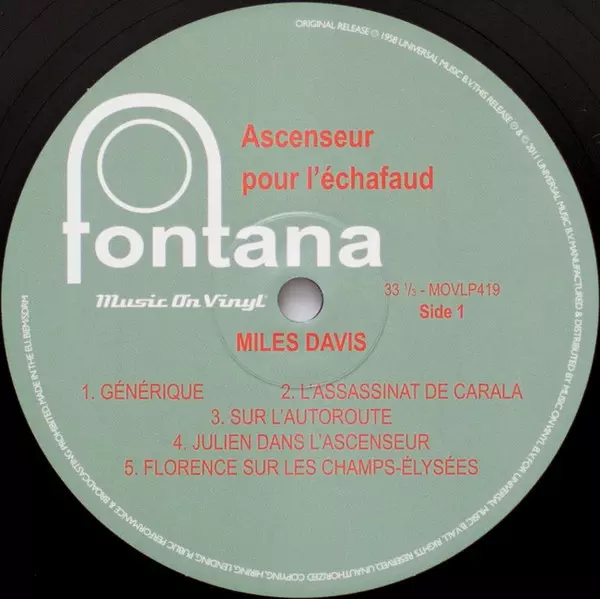 ORIGINAL RELEASE ℗ 1958 UNIVERSAL MUSIC B.V. THIS RELEASE ℗ & © 2011 UNIVERSAL MUSIC B.V. MANUFACTURED & DISTRIBUTED BY MUSIC ON VINYL B.V. FOR UNIVERSAL MUSIC B.V. ALL RIGHTS RESERVED. UNAUTHORIZED COPYING, HIRING, LENDING, PUBLIC PERFORMANCE & BROADCASTING PROHIBITED. MADE IN THE E.U. BIEM/SDRM
Ascenseur
pour l'échafaud
fontana
Music On Vinyl
33 1/3 - MOVLP419
Side 1
MILES DAVIS
1. GÉNÉRIQUE 2. L'ASSASSINAT DE CARALA
3. SUR L'AUTOROUTE
4. JULIEN DANS L'ASCENSEUR
5. FLORENCE SUR LES CHAMPS-ÉLYSÉES